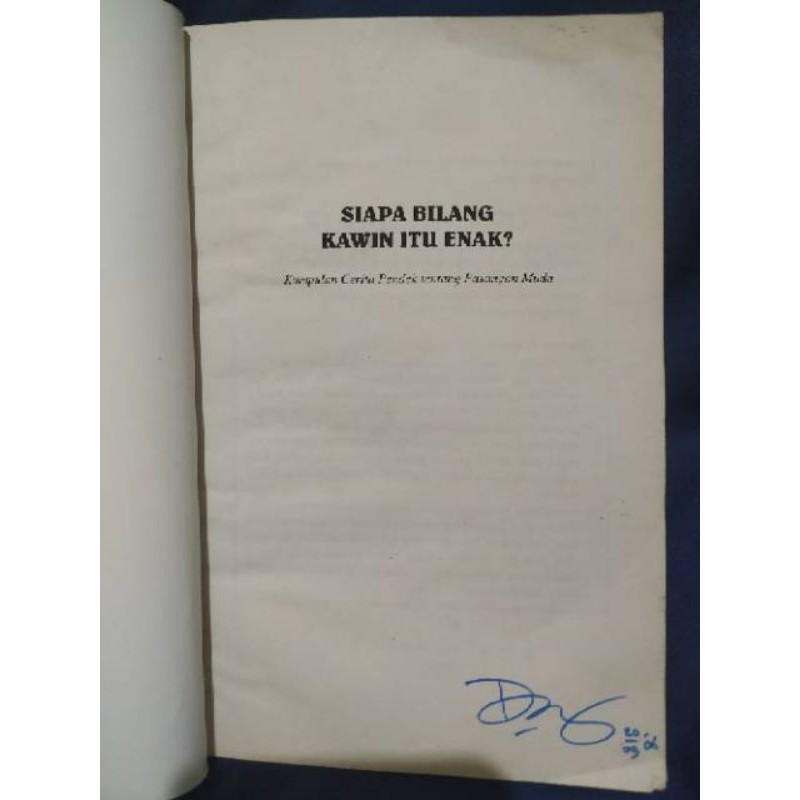 SIAPA BILANG
KAWIN ITU ENAK?
Kumpulan Cerita Pendek tentang Pasangan Muda